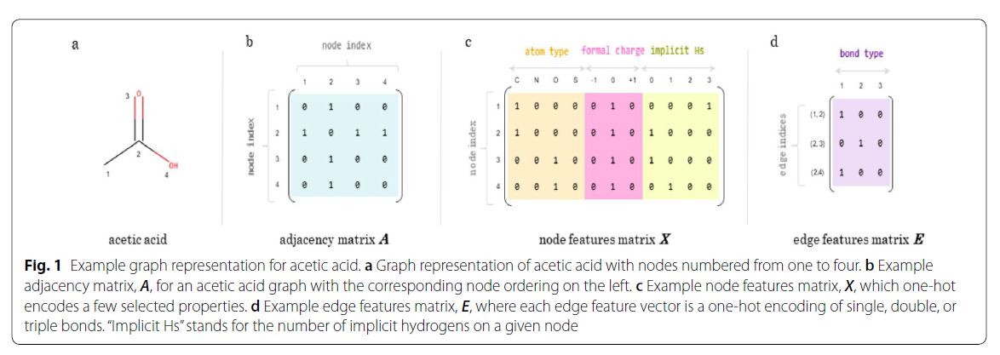 a
b
c
d
node index
atom type formal charge implicit Hs
bond type
C N O S -1 0 +1 0 1 2 3
1 2 3
1 2 3 4
3 O
2
1
OH
4
node index
1 0 1 0 0
2 1 0 1 1
3 0 1 0 0
4 0 1 0 0
node index
1 1 0 0 0 0 1 0 0 0 0 1
2 1 0 0 0 0 1 0 1 0 0 0
3 0 0 1 0 0 1 0 1 0 0 0
4 0 0 1 0 0 1 0 0 1 0 0
edge indices
(1,2) 1 0 0
(2,3) 0 1 0
(2,4) 1 0 0
acetic acid
adjacency matrix A
node features matrix X
edge features matrix E
Fig. 1 Example graph representation for acetic acid. a Graph representation of acetic acid with nodes numbered from one to four. b Example
adjacency matrix, A, for an acetic acid graph with the corresponding node ordering on the left. c Example node features matrix, X, which one-hot
encodes a few selected properties. d Example edge features matrix, E, where each edge feature vector is a one-hot encoding of single, double, or
triple bonds. “Implicit Hs” stands for the number of implicit hydrogens on a given node